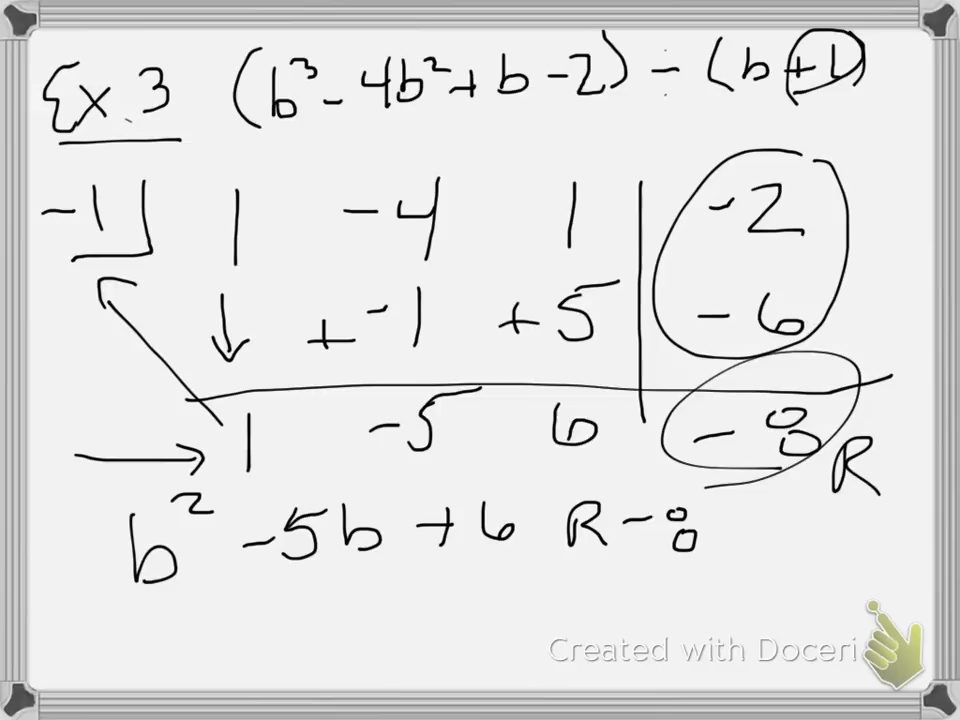 Ex. 3 (b³ - 4b² + b - 2) ÷ (b + 1)
-1 | 1 -4 1 | -2
↓ + -1 + 5 | - 6
→ 1 -5 6 | - 8 R
b² - 5b + 6 R - 8
Created with Doceri